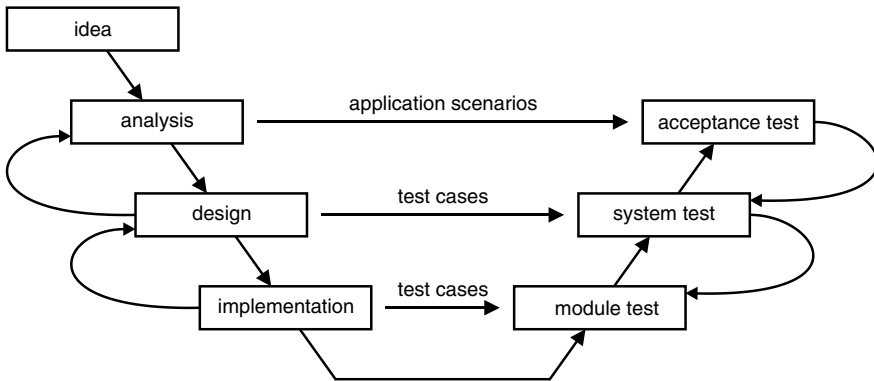 idea
analysis
application scenarios
acceptance test
design
test cases
system test
implementation
test cases
module test